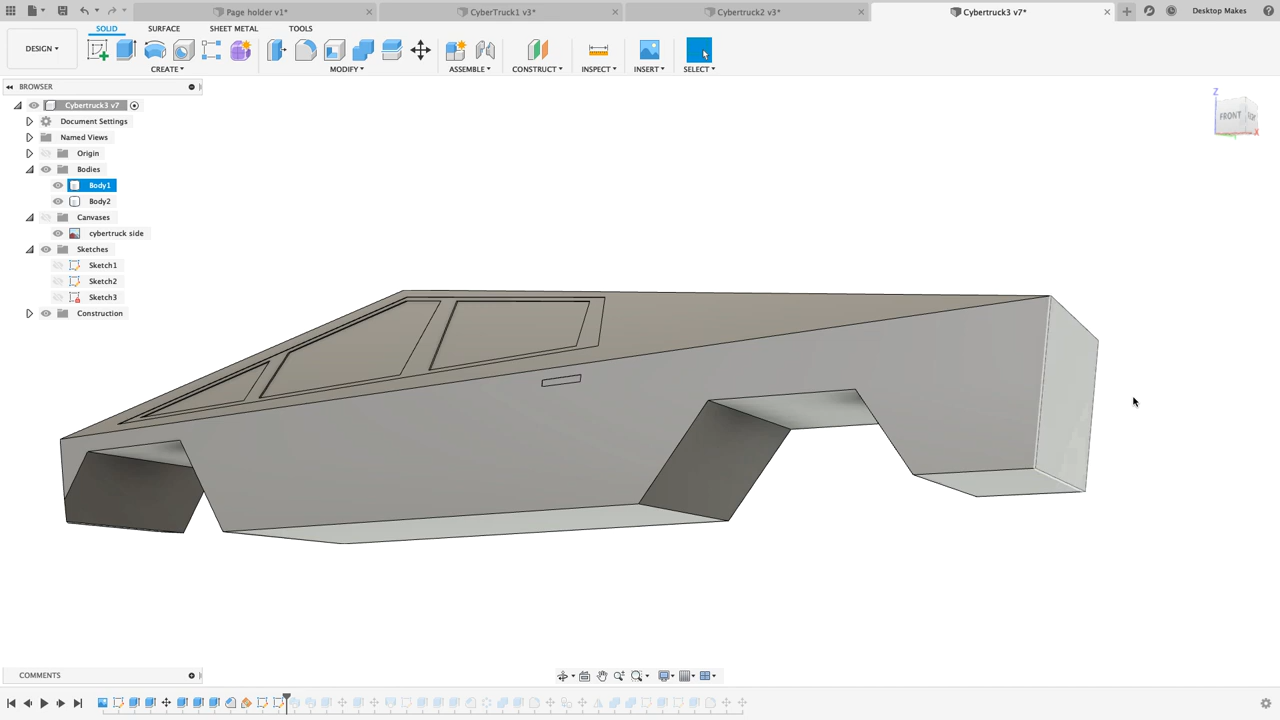 Page holder v1*
CyberTruck1 v3*
Cybertruck2 v3*
Cybertruck3 v7*
Desktop Makes
SOLID
SURFACE
SHEET METAL
TOOLS
DESIGN
CREATE
MODIFY
ASSEMBLE
CONSTRUCT
INSPECT
INSERT
SELECT
BROWSER
Cybertruck3 v7
Document Settings
Named Views
Origin
Bodies
Body1
Body2
Canvases
cybertruck side
Sketches
Sketch1
Sketch2
Sketch3
Construction
Z
FRONT
TOP
X
COMMENTS